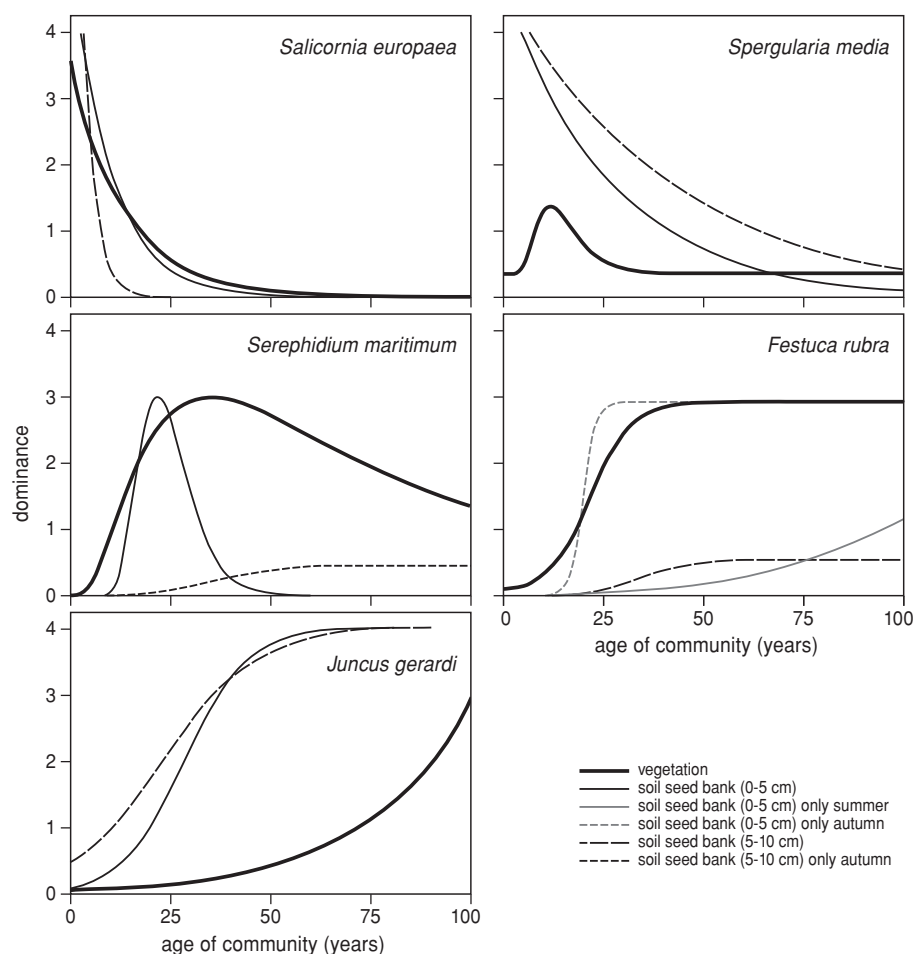 4
3
2
1
0
Salicornia europaea
Spergularia media
4
3
2
1
0
dominance
Serephidium maritimum
Festuca rubra
0 25 50 75 100
age of community (years)
4
3
2
1
0
Juncus gerardi
0 25 50 75 100
age of community (years)
vegetation
soil seed bank (0-5 cm)
soil seed bank (0-5 cm) only summer
soil seed bank (0-5 cm) only autumn
soil seed bank (5-10 cm)
soil seed bank (5-10 cm) only autumn